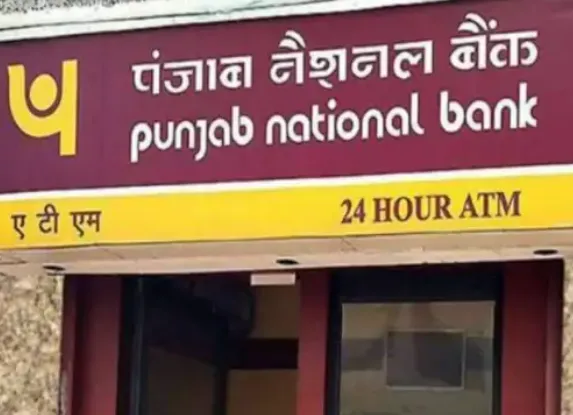 पंजाब नैशनल बैंक
punjab national bank
ए टी एम 24 HOUR ATM